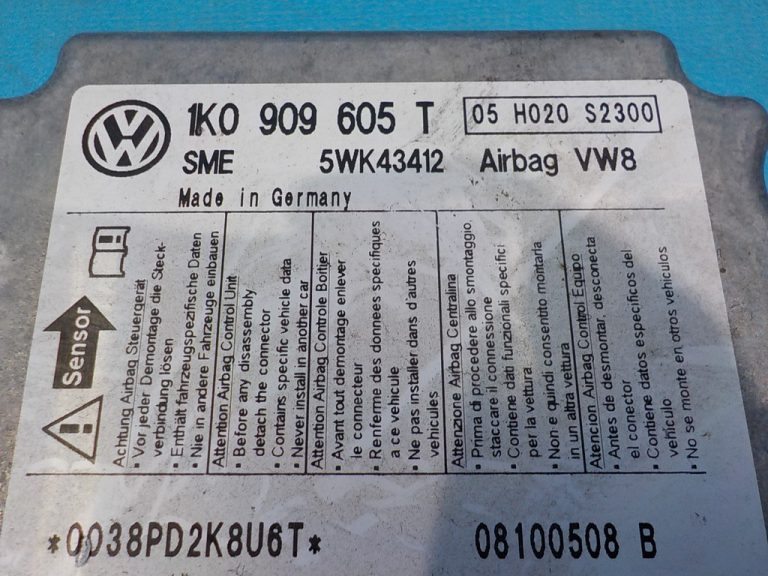 1K0 909 605 T
05 H020 S2300
SME 5WK43412 Airbag VW8
Made in Germany
Sensor
Achtung Airbag Steuergerät
• Vor jeder Demontage die Steck-
verbindung lösen
• Enthält fahrzeugspezifische Daten
• Nie in andere Fahrzeuge einbauen
Attention Airbag Control Unit
• Before any disassembly
detach the connector
• Contains specific vehicle data
• Never install in another car
Attention Airbag Controle Boitier
• Avant tout demontage enlever
le connecteur
• Renferme des donnees specifiques
a ce vehicule
• Ne pas installer dans d'autres
vehicules
Attenzione Airbag Centralina
• Prima di procedere allo smontaggio,
staccare il connessione
• Contiene dati funzionali specifici
per la vettura
• Non e quindi consentito montarla
in un altra vettura
Atencion Airbag Control Equipo
• Antes de desmontar, desconecta
el conector
• Contiene datos especificos del
vehiculo
• No se monte en otros vehiculos
*0038PD2K8U6T*
08100508 B